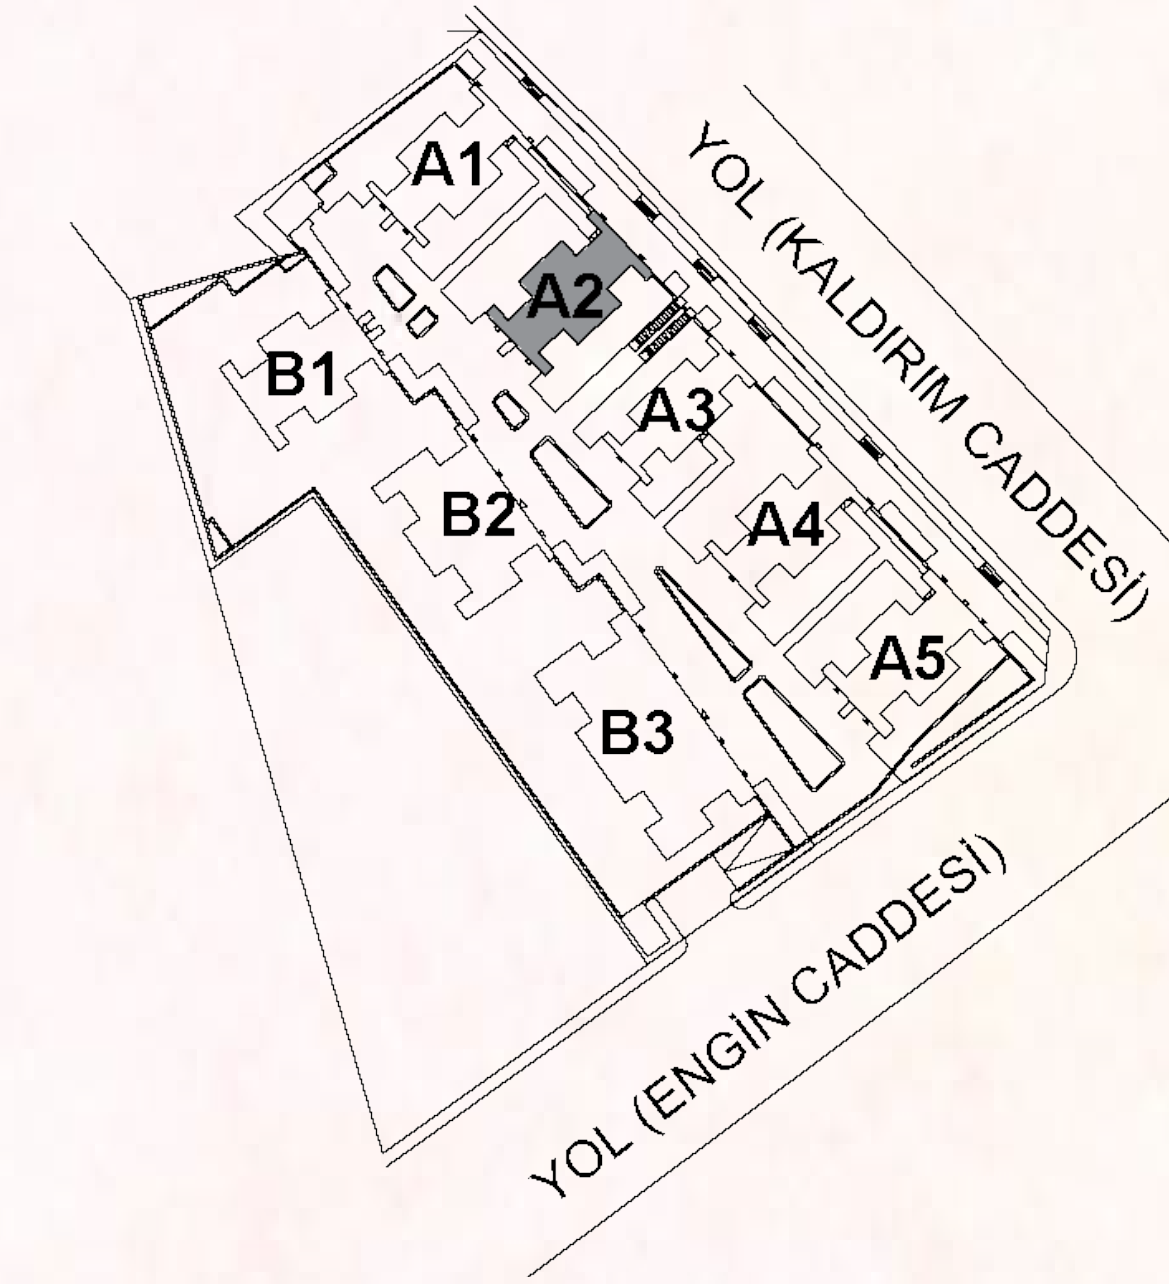 A1
YOL (KALDIRIM CADDESİ)
A2
B1
A3
B2
A4
A5
B3
YOL (ENGİN CADDESİ)